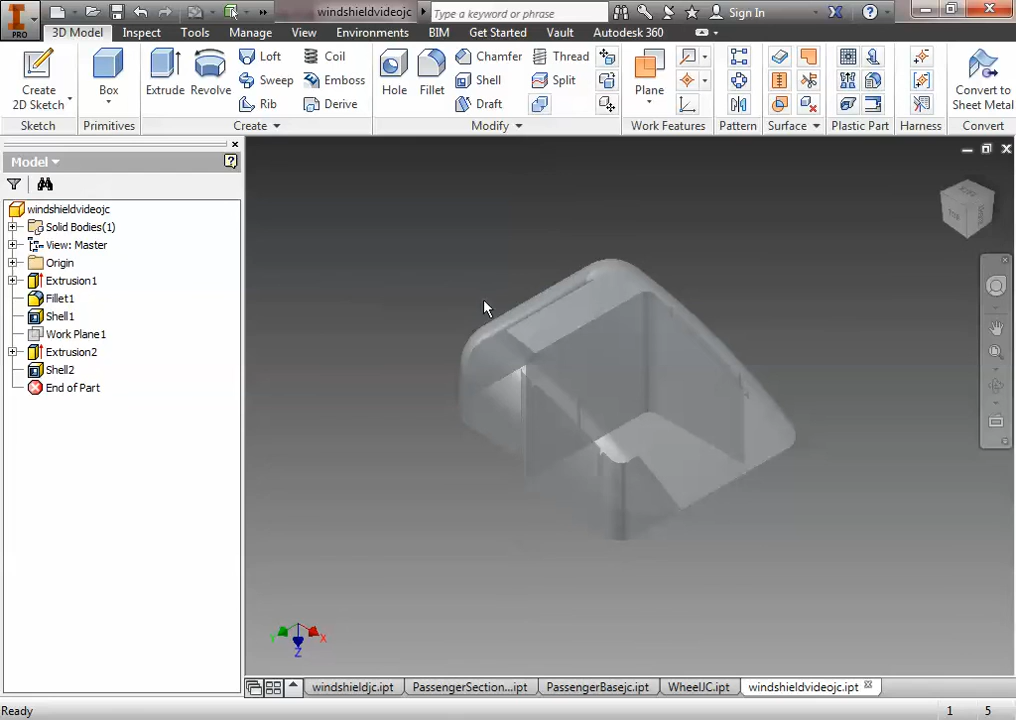 windshieldvideojc
Type a keyword or phrase
Sign In
PRO
3D Model
Inspect
Tools
Manage
View
Environments
BIM
Get Started
Vault
Autodesk 360
Create
2D Sketch
Sketch
Box
Primitives
Extrude
Revolve
Loft
Sweep
Rib
Coil
Emboss
Derive
Create
Hole
Fillet
Chamfer
Shell
Draft
Thread
Split
Modify
Plane
Work Features
Pattern
Surface
Plastic Part
Harness
Convert to
Sheet Metal
Convert
Model
windshieldvideojc
Solid Bodies(1)
View: Master
Origin
Extrusion1
Fillet1
Shell1
Work Plane1
Extrusion2
Shell2
End of Part
Y
X
Z
windshieldjc.ipt
PassengerSection...ipt
PassengerBasejc.ipt
WheelJC.ipt
windshieldvideojc.ipt
Ready
1
5